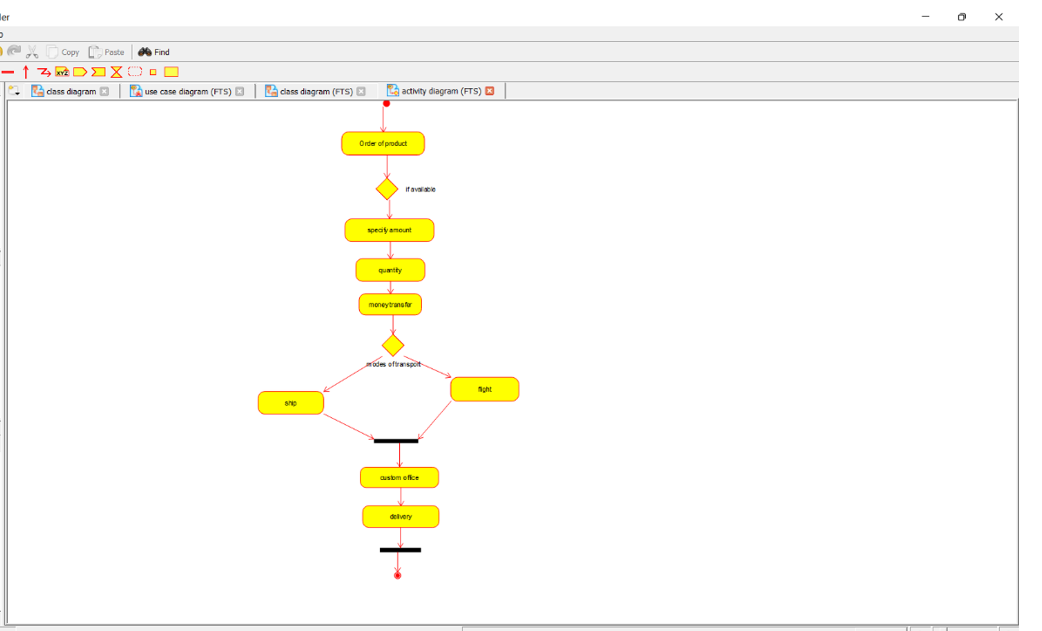 ler
Copy Paste Find
XYZ
class diagram use case diagram (FTS) class diagram (FTS) activity diagram (FTS)
Order of product
if available
specify amount
quantity
money transfer
modes of transport
flight
ship
custom office
delivery